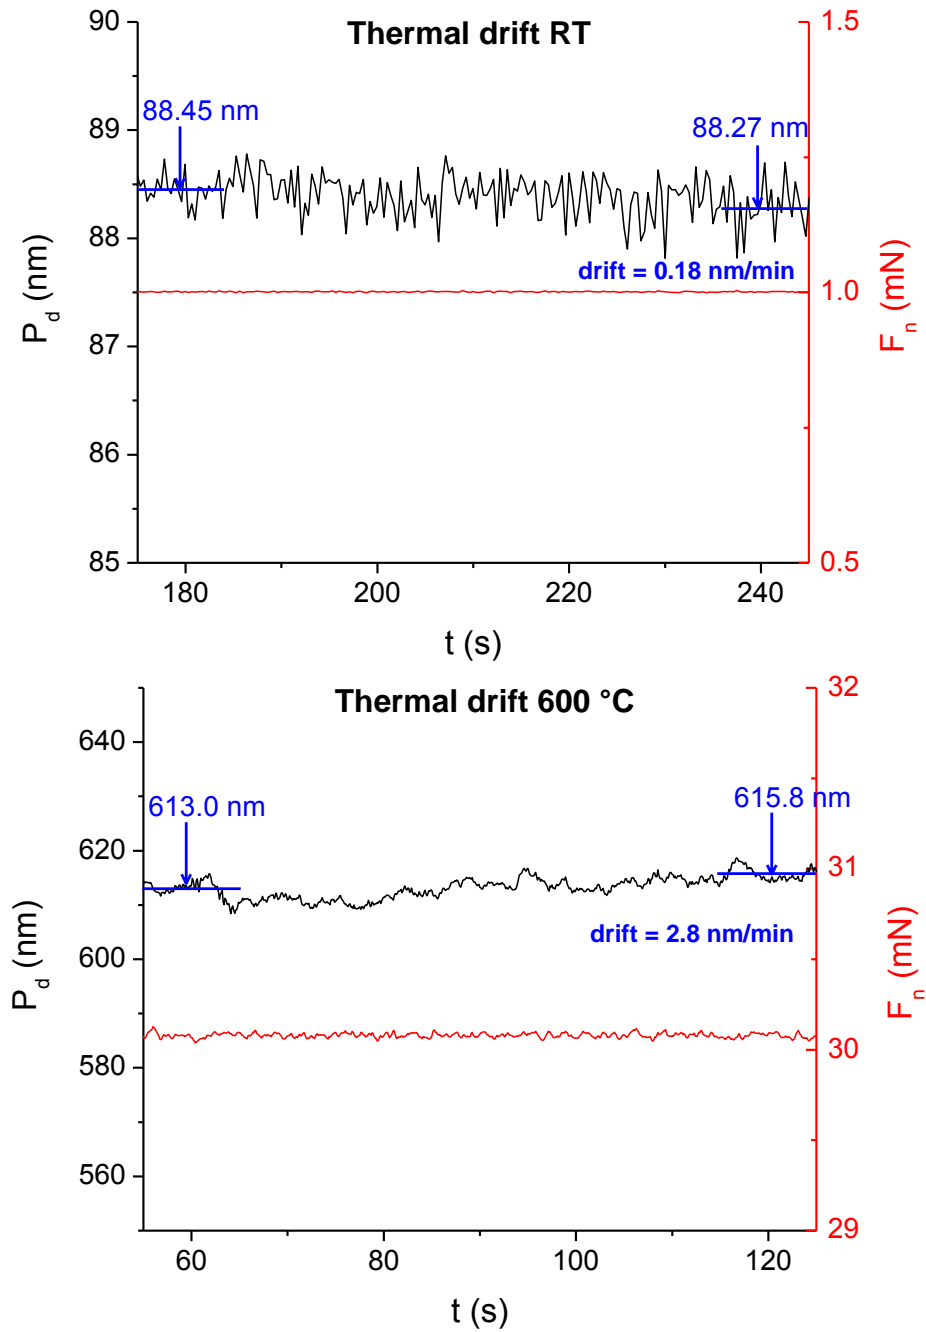 Thermal drift RT
90
89
88
87
86
85
P_d (nm)
88.45 nm
88.27 nm
drift = 0.18 nm/min
1.5
1.0
0.5
F_n (mN)
180 200 220 240
t (s)
Thermal drift 600 °C
640
620
600
580
560
P_d (nm)
613.0 nm
615.8 nm
drift = 2.8 nm/min
32
31
30
29
F_n (mN)
60 80 100 120
t (s)